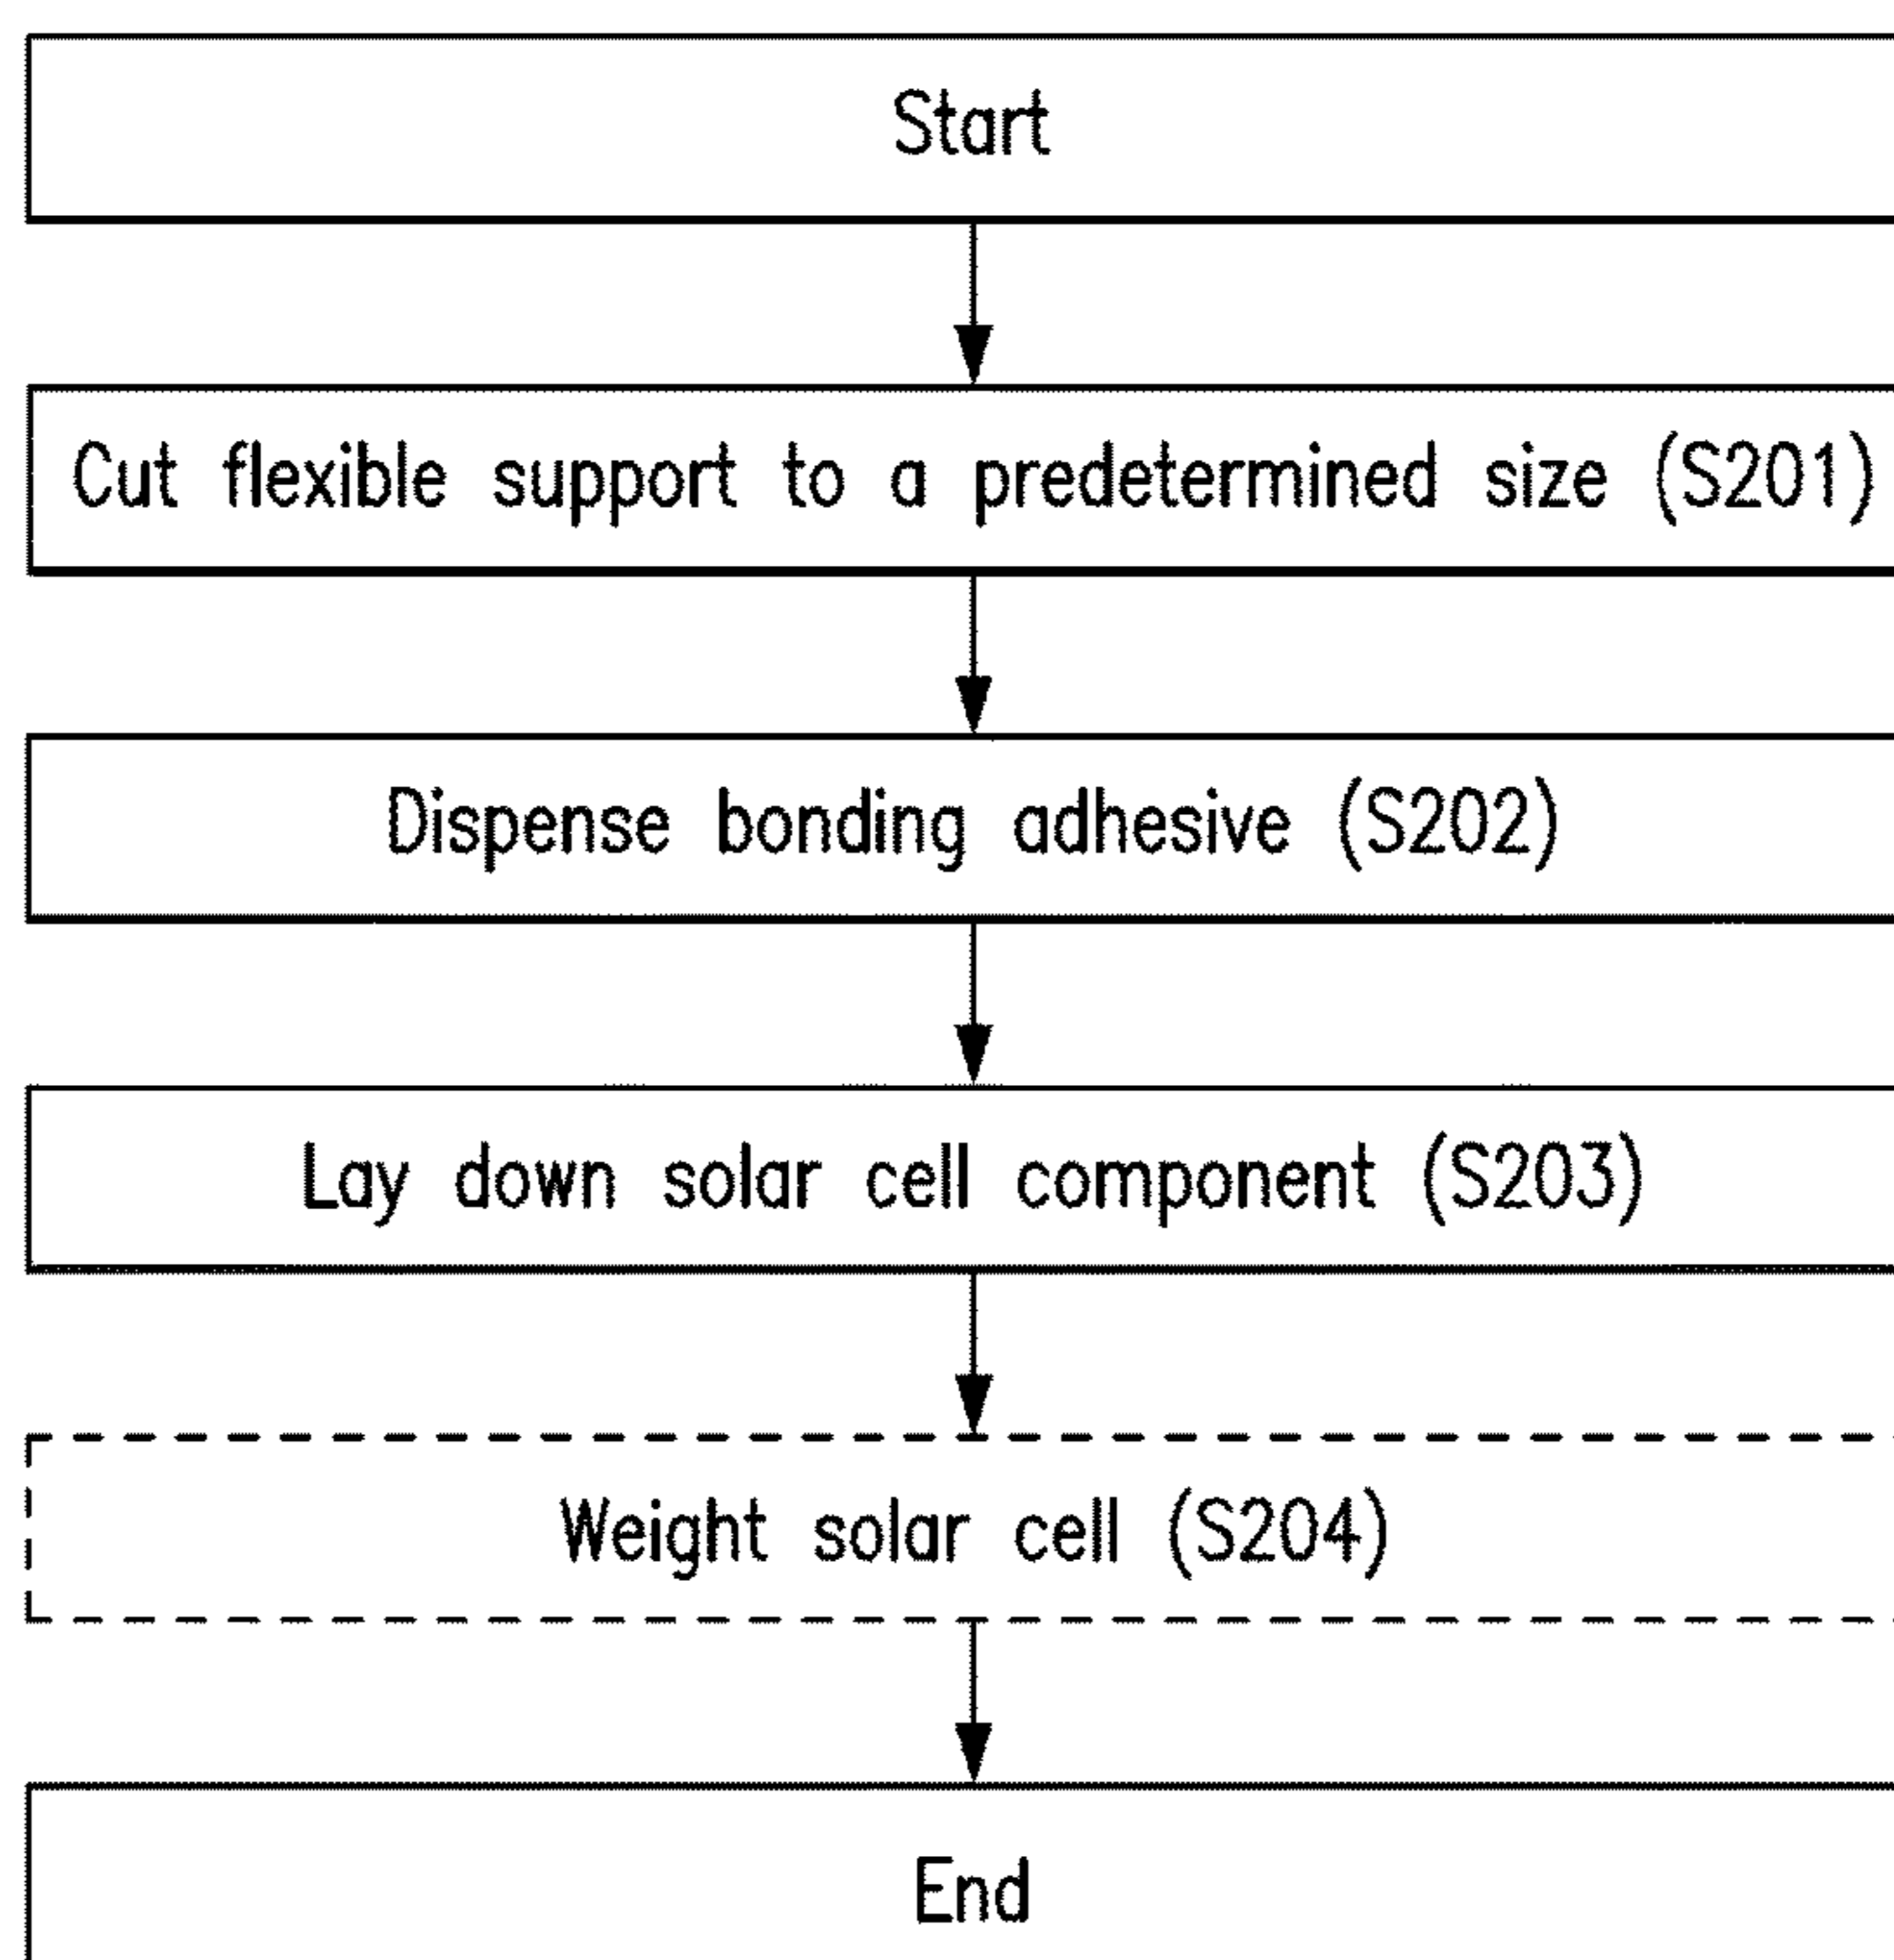 Start
Cut flexible support to a predetermined size (S201)
Dispense bonding adhesive (S202)
Lay down solar cell component (S203)
Weight solar cell (S204)
End